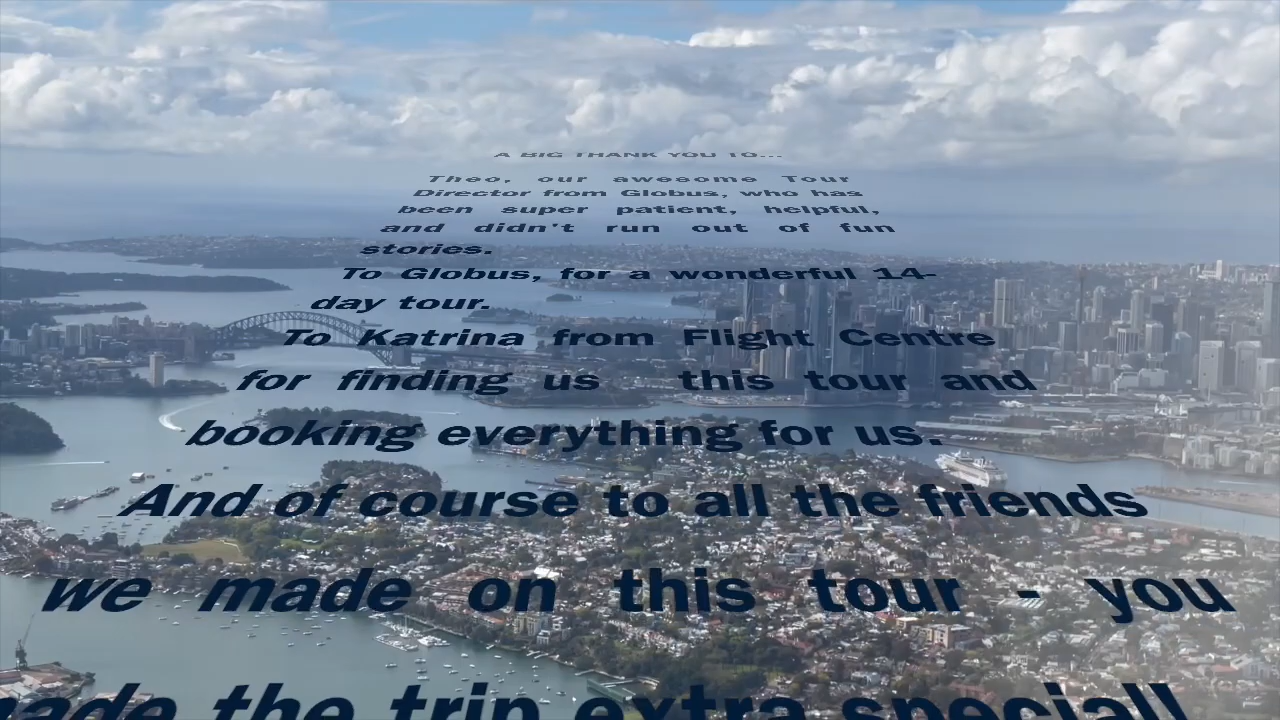 A BIG THANK YOU TO...
Theo, our awesome Tour
Director from Globus, who has
been super patient, helpful,
and didn't run out of fun
stories.
To Globus, for a wonderful 14-
day tour.
To Katrina from Flight Centre
for finding us this tour and
booking everything for us.
And of course to all the friends
we made on this tour - you
the trip extra special!